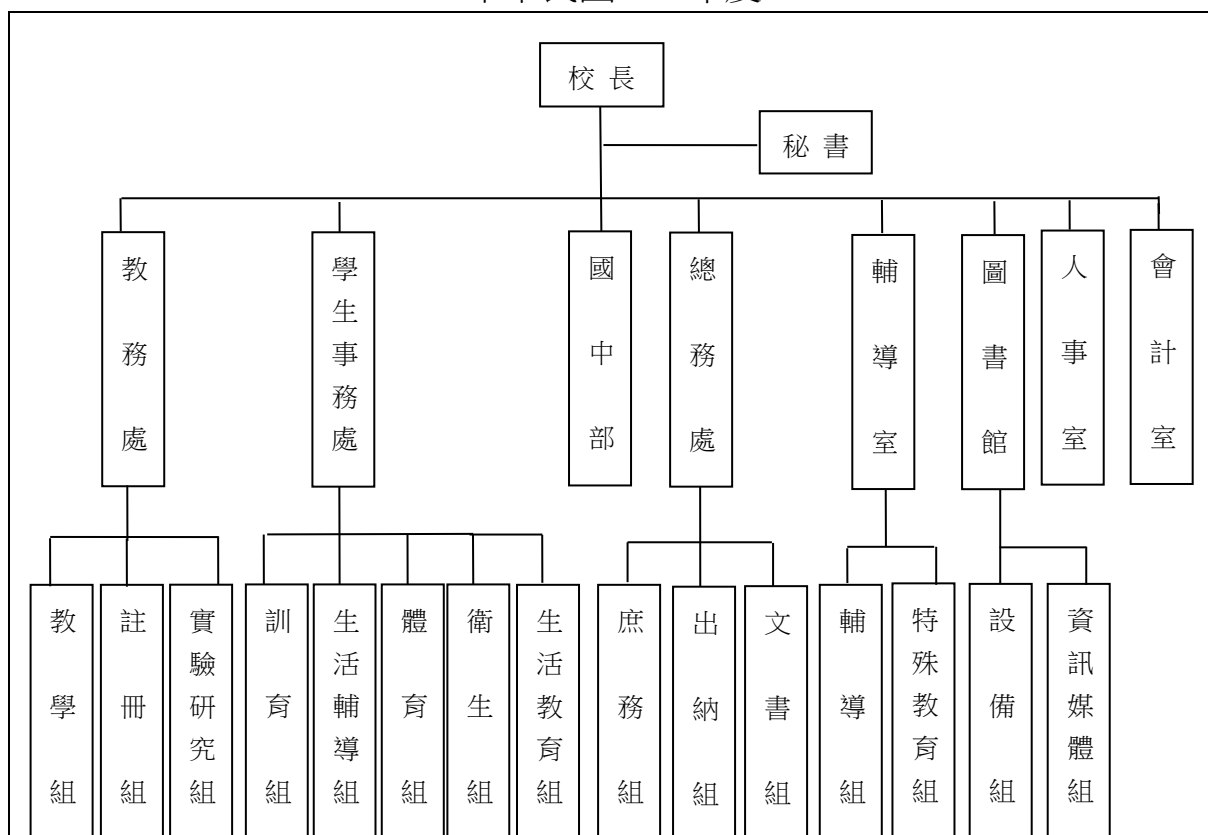 校長
秘書
教務處
學生事務處
國中部
總務處
輔導室
圖書館
人事室
會計室
教學組
註冊組
實驗研究組
訓育組
生活輔導組
體育組
衛生組
生活教育組
庶務組
出納組
文書組
輔導組
特殊教育組
設備組
資訊媒體組